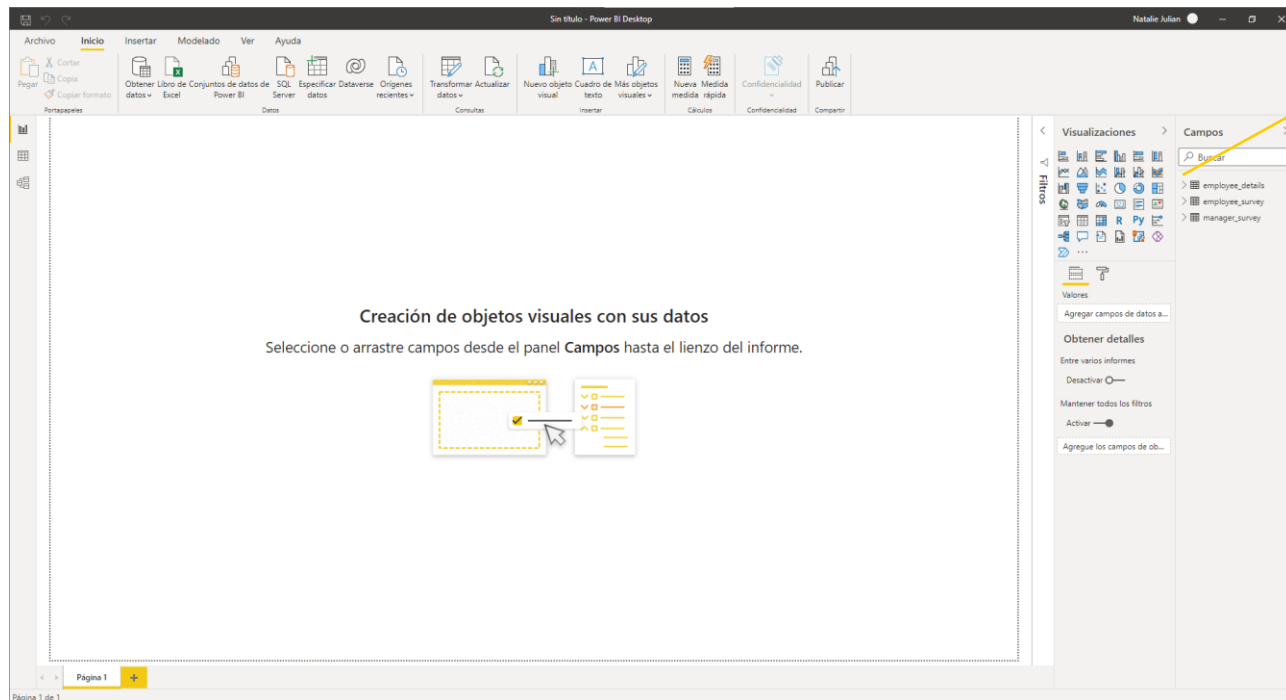 Sin título - Power BI Desktop
Natalie Julian
Archivo Inicio Insertar Modelado Ver Ayuda
Pegar
Cortar
Copia
Copiar formato
Portapapeles
Obtener datos
Libro de Excel
Conjuntos de datos de Power BI
SQL Server
Especificar datos
Dataverse
Orígenes recientes
Datos
Transformar datos
Actualizar
Consultas
Nuevo objeto visual
Cuadro de texto
Más objetos visuales
Insertar
Nueva medida
Medida rápida
Cálculos
Confidencialidad
Confidencialidad
Publicar
Compartir
Creación de objetos visuales con sus datos
Seleccione o arrastre campos desde el panel Campos hasta el lienzo del informe.
Filtros
Visualizaciones
R Py
Valores
Agregar campos de datos a...
Obtener detalles
Entre varios informes
Desactivar
Mantener todos los filtros
Activar
Agregue los campos de ob...
Campos
Buscar
employee_details
employee_survey
manager_survey
Página 1
Página 1 de 1